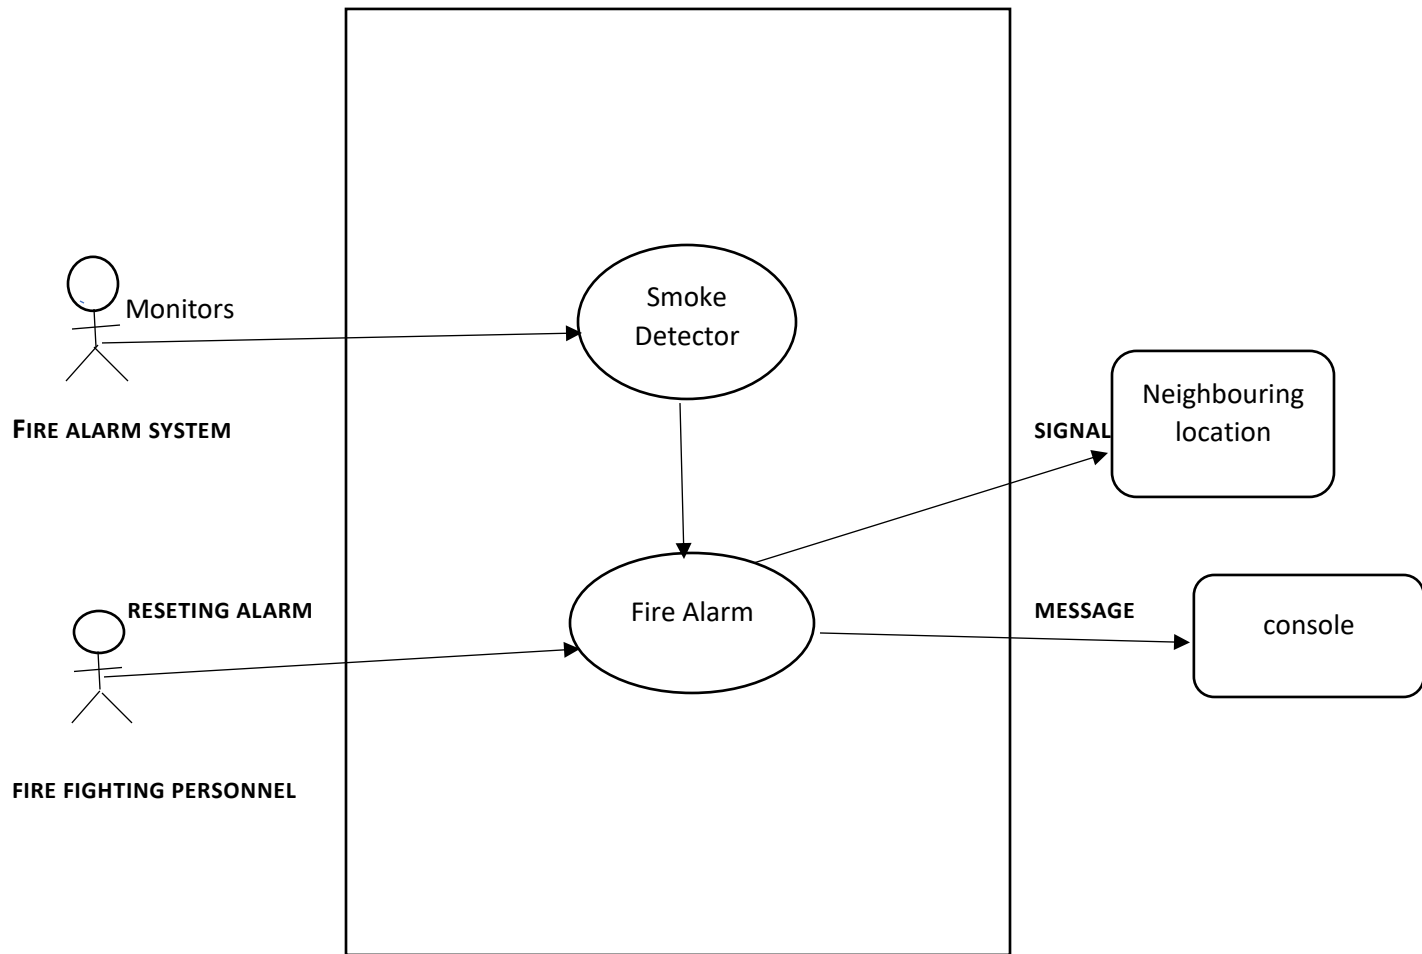 Monitors
FIRE ALARM SYSTEM
Smoke
Detector
Neighbouring
location
SIGNAL
RESETING ALARM
Fire Alarm
MESSAGE
console
FIRE FIGHTING PERSONNEL